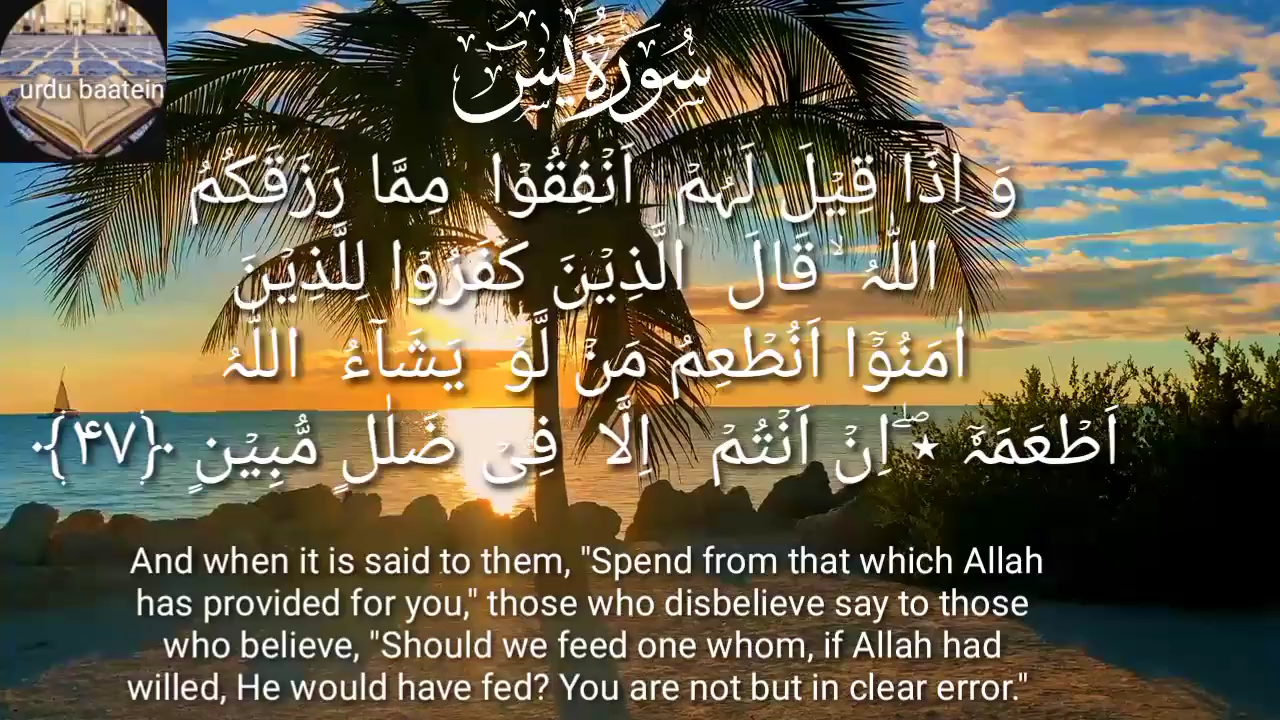 urdu baatein
سُورَةُ يٰسٓ
وَ اِذَا قِيْلَ لَهُمْ اَنْفِقُوْا مِمَّا رَزَقَكُمُ
اللّٰهُ ۙ قَالَ الَّذِيْنَ كَفَرُوْا لِلَّذِيْنَ
اٰمَنُوْۤا اَنُطْعِمُ مَنْ لَّوْ يَشَآءُ اللّٰهُ
اَطْعَمَهٗۤ ٭ۖ اِنْ اَنْتُمْ اِلَّا فِیْ ضَلٰلٍ مُّبِيْنٍ ﴿۴۷﴾
And when it is said to them, "Spend from that which Allah
has provided for you," those who disbelieve say to those
who believe, "Should we feed one whom, if Allah had
willed, He would have fed? You are not but in clear error."